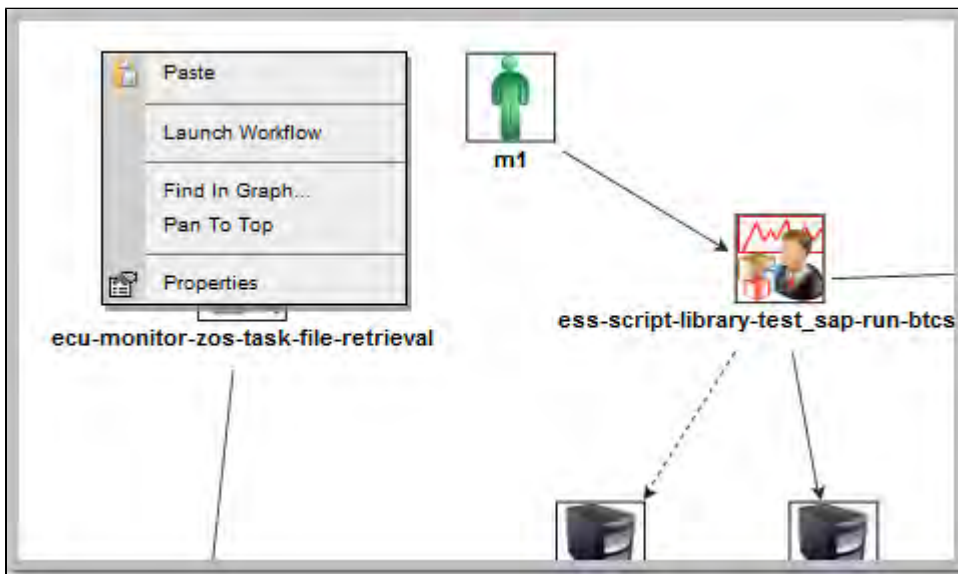 Paste
Launch Workflow
Find In Graph...
Pan To Top
Properties
m1
ecu-monitor-zos-task-file-retrieval
ess-script-library-test_sap-run-btcs